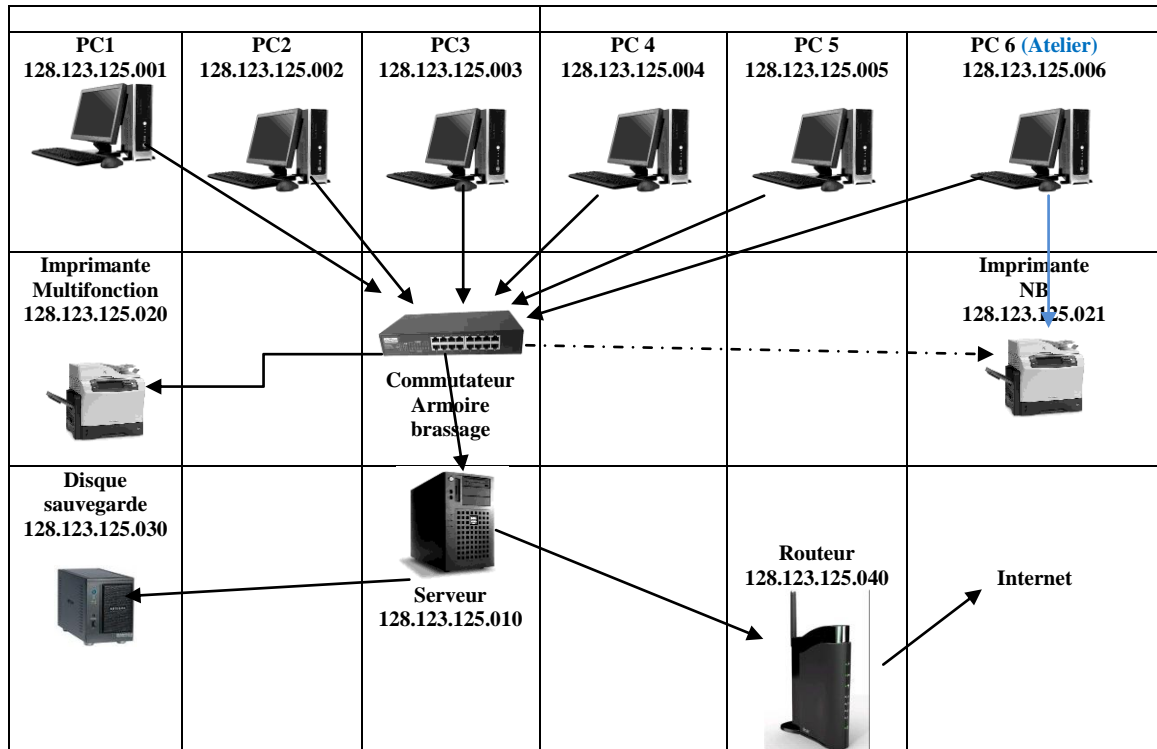 PC1
128.123.125.001
PC2
128.123.125.002
PC3
128.123.125.003
PC 4
128.123.125.004
PC 5
128.123.125.005
PC 6 (Atelier)
128.123.125.006
Imprimante
Multifonction
128.123.125.020
Commutateur
Armoire
brassage
Imprimante
NB
128.123.125.021
Disque
sauvegarde
128.123.125.030
Serveur
128.123.125.010
Routeur
128.123.125.040
Internet